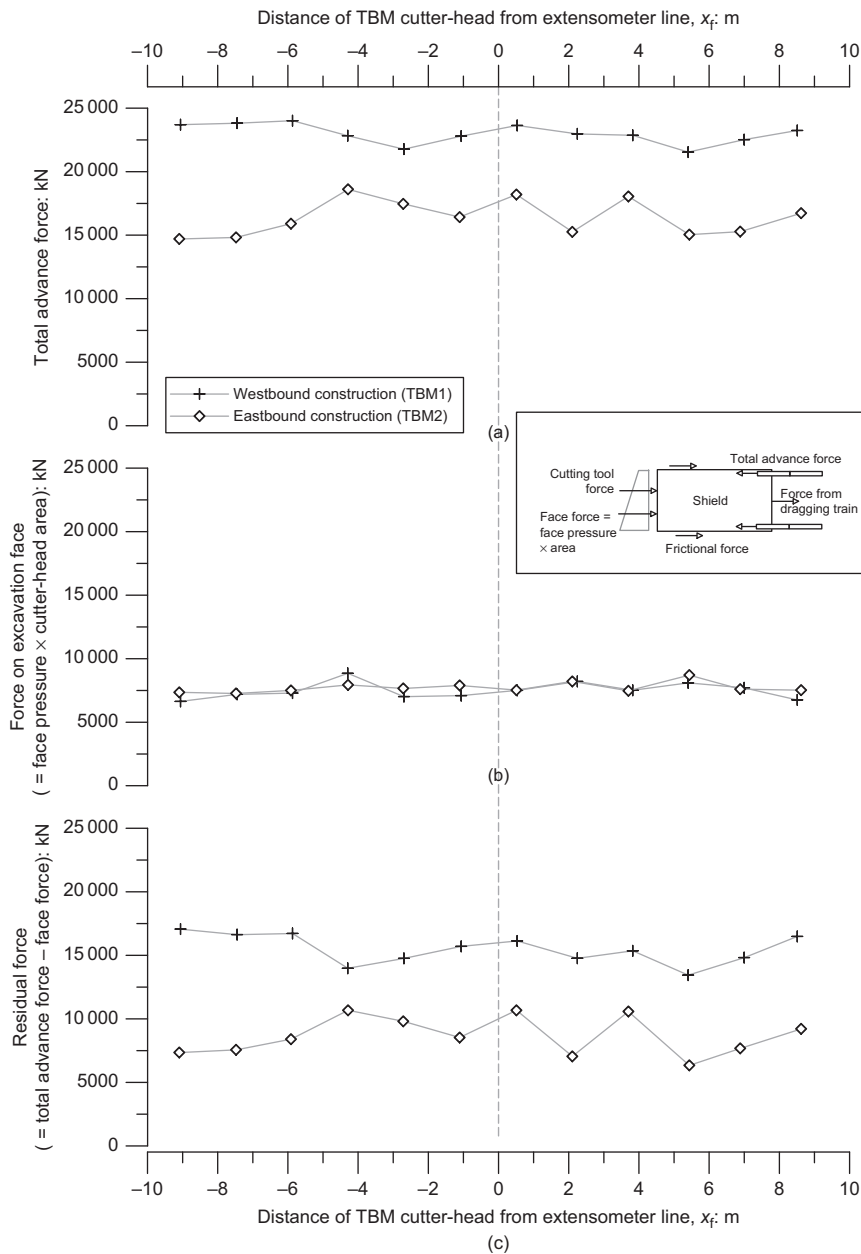 Distance of TBM cutter-head from extensometer line, xf: m
–10 –8 –6 –4 –2 0 2 4 6 8 10
25 000
20 000
15 000
10 000
5000
0
Total advance force: kN
Westbound construction (TBM1)
Eastbound construction (TBM2)
(a)
Cutting tool
force
Face force =
face pressure
× area
Shield
Total advance force
Force from
dragging train
Frictional force
25 000
20 000
15 000
10 000
5000
0
Force on excavation face
( = face pressure × cutter-head area): kN
(b)
25 000
20 000
15 000
10 000
5000
0
Residual force
( = total advance force – face force): kN
–10 –8 –6 –4 –2 0 2 4 6 8 10
Distance of TBM cutter-head from extensometer line, xf: m
(c)